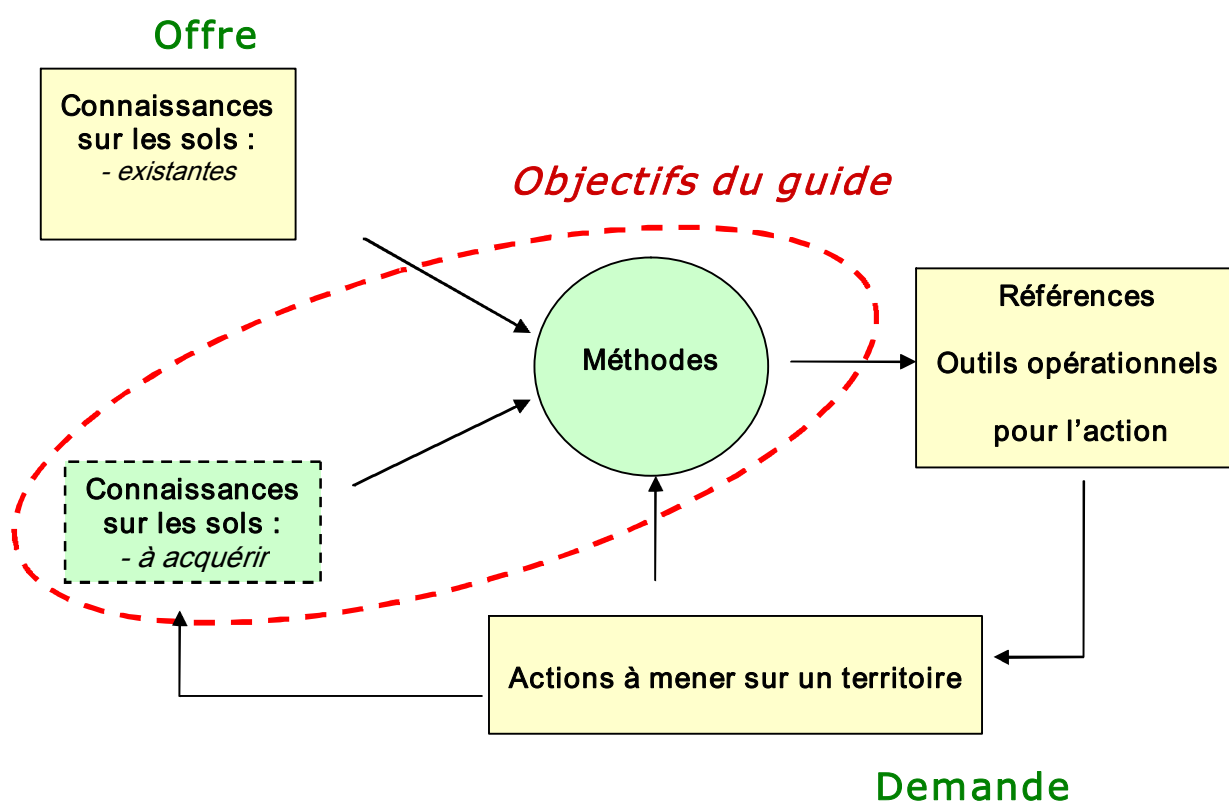 Offre
Connaissances
sur les sols :
- existantes
Objectifs du guide
Méthodes
Références
Outils opérationnels
pour l’action
Connaissances
sur les sols :
- à acquérir
Actions à mener sur un territoire
Demande